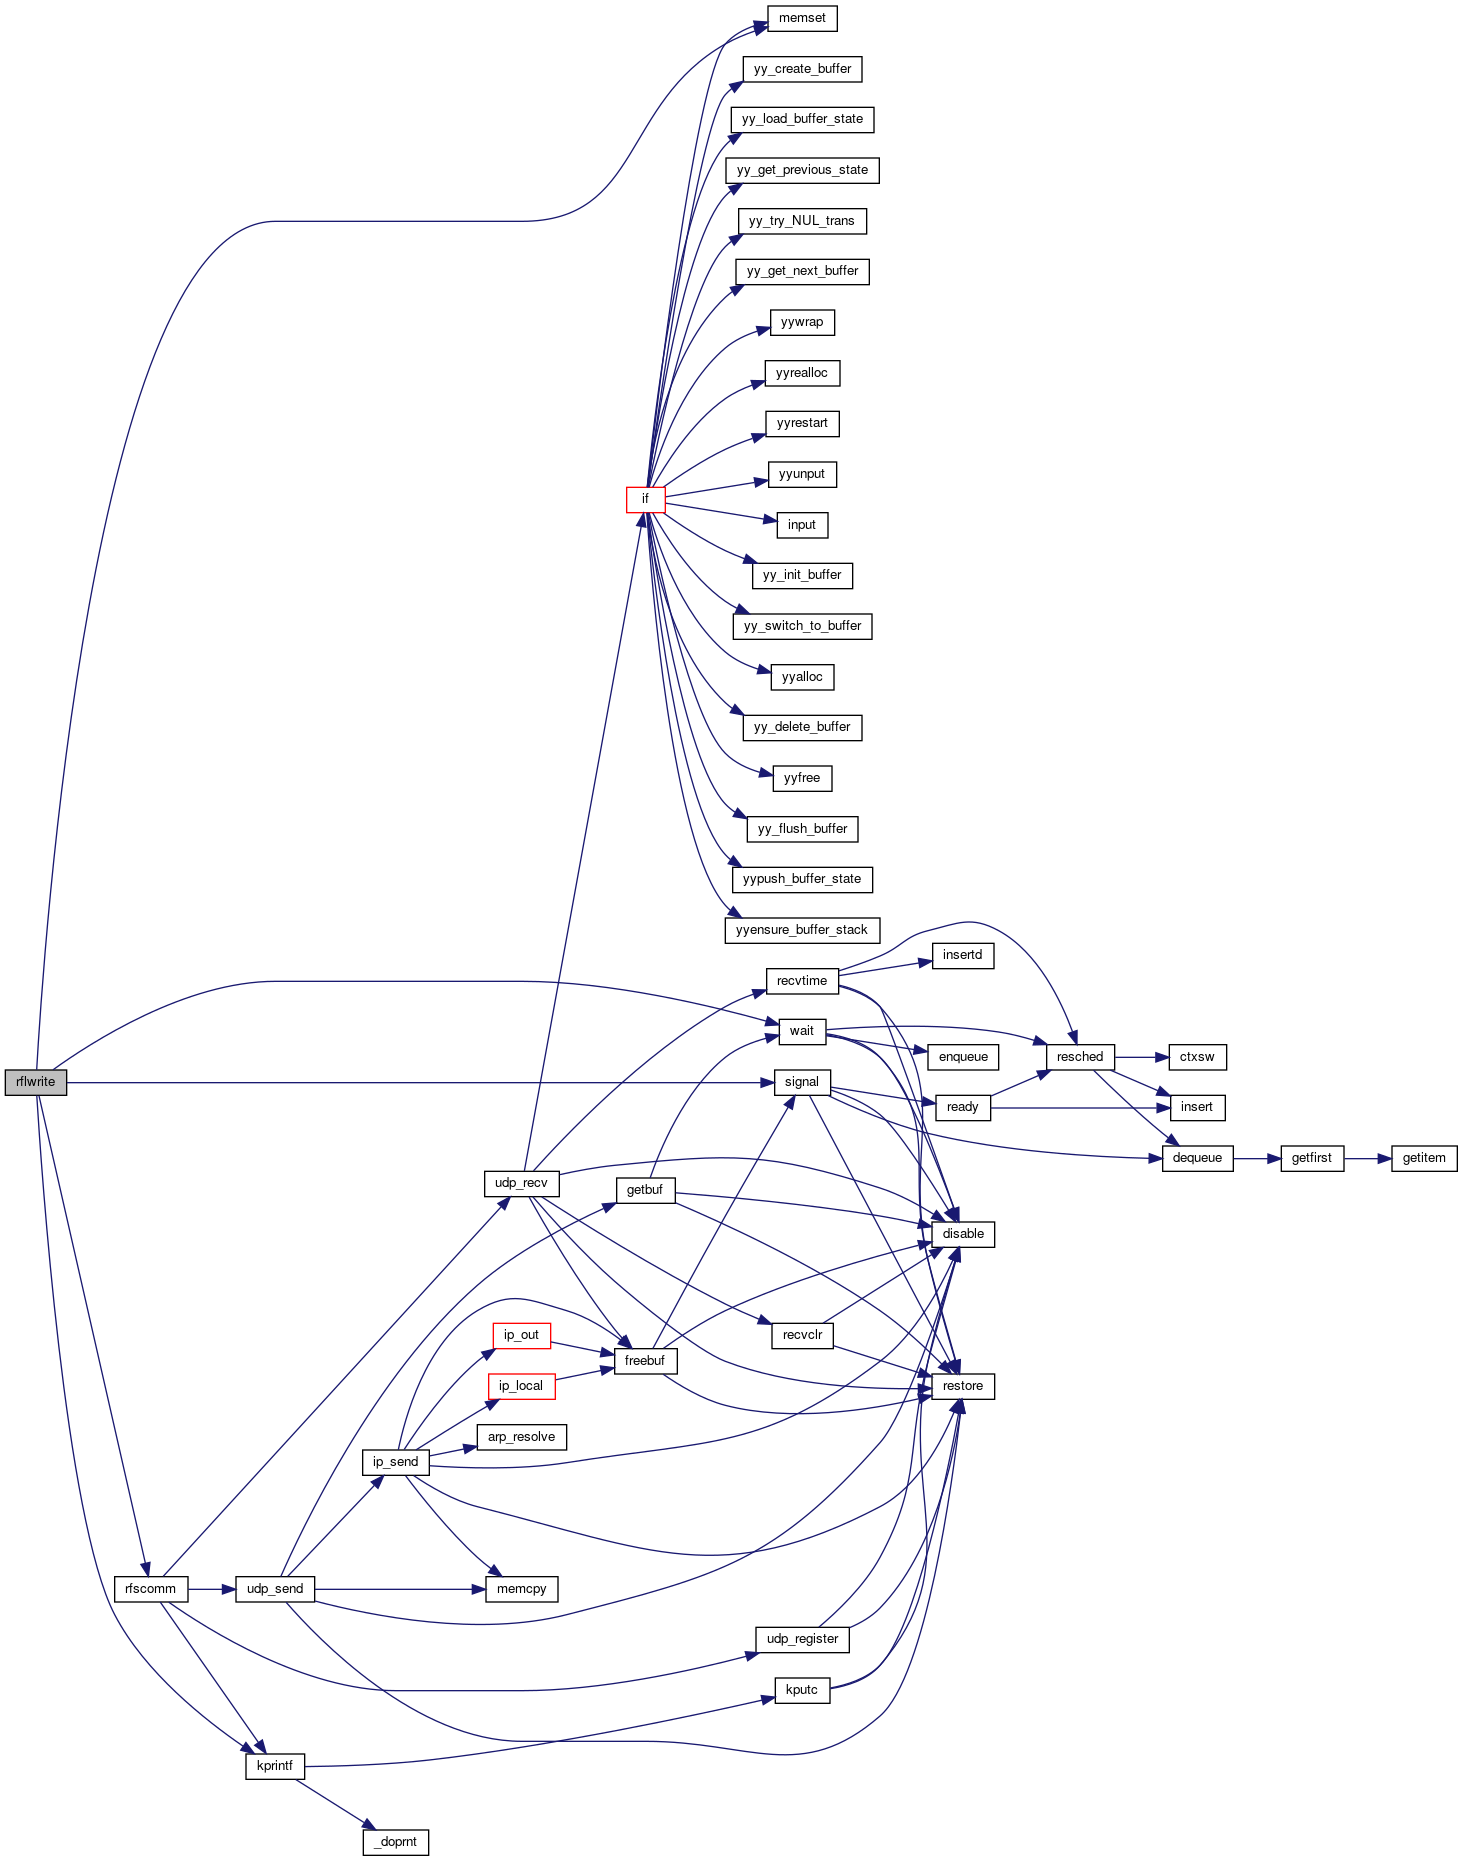 memset
yy_create_buffer
yy_load_buffer_state
yy_get_previous_state
yy_try_NUL_trans
yy_get_next_buffer
yywrap
yyrealloc
yyrestart
yyunput
if
input
yy_init_buffer
yy_switch_to_buffer
yyalloc
yy_delete_buffer
yyfree
yy_flush_buffer
yypush_buffer_state
yyensure_buffer_stack
insertd
recvtime
wait
enqueue
resched
ctxsw
rflwrite
signal
ready
insert
dequeue
getfirst
getitem
udp_recv
getbuf
disable
ip_out
recvclr
freebuf
ip_local
restore
arp_resolve
ip_send
rfscomm
udp_send
memcpy
udp_register
kputc
kprintf
_doprnt